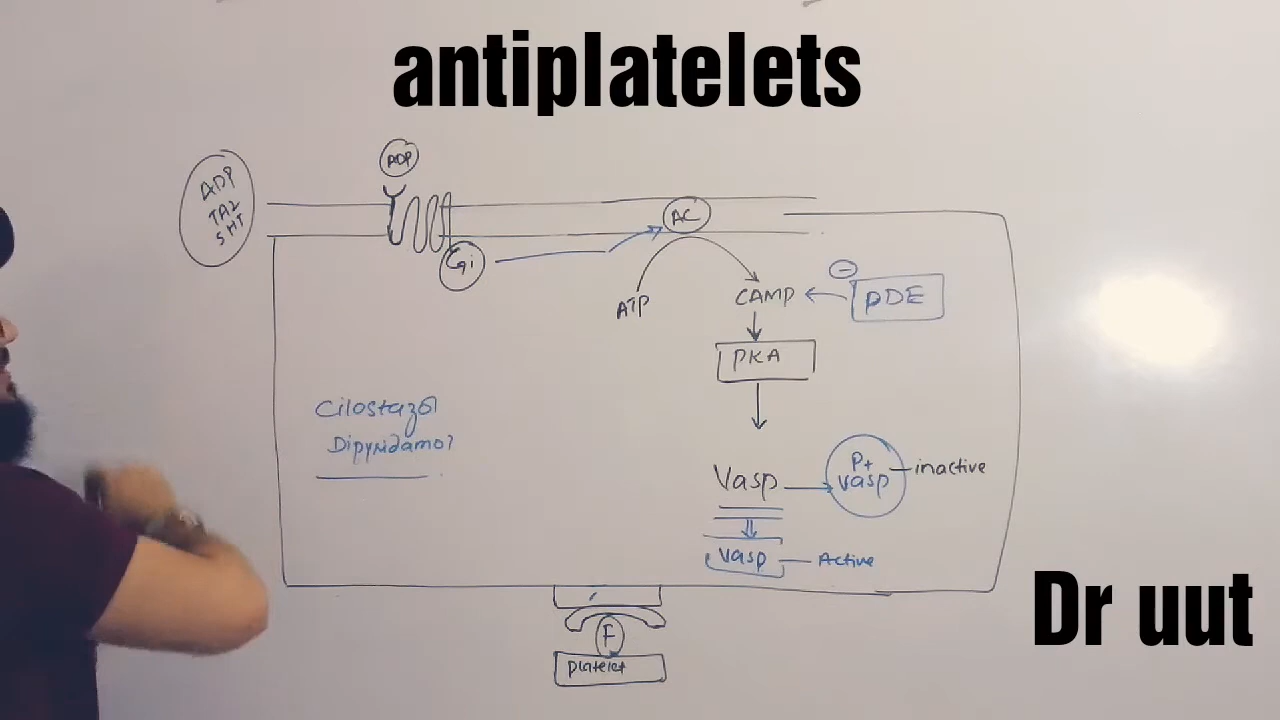 antiplatelets
ADP
ADP
TA2
5HT
AC
Gi
ATP
CAMP
PDE
PKA
Cilostazol
Dipyridamol
Vasp
P+
vasp
inactive
vasp
Active
F
platelet
Dr uut